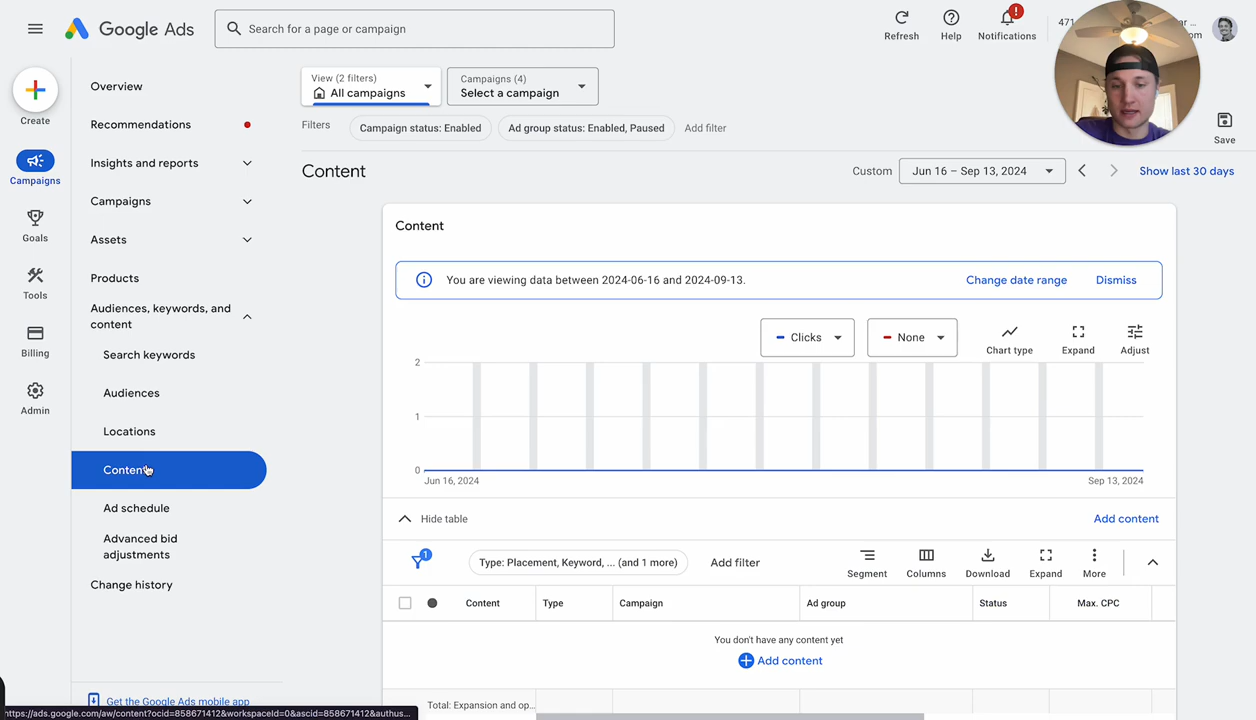 Google Ads
Search for a page or campaign
Refresh
Help
Notifications
!
471
ar ...
om
Create
Campaigns
Goals
Tools
Billing
Admin
Overview
Recommendations
Insights and reports
Campaigns
Assets
Products
Audiences, keywords, and
content
Search keywords
Audiences
Locations
Content
Ad schedule
Advanced bid
adjustments
Change history
Get the Google Ads mobile app
https://ads.google.com/aw/content?ocid=858671412&workspaceId=0&ascid=858671412&authus...
View (2 filters)
All campaigns
Campaigns (4)
Select a campaign
Filters
Campaign status: Enabled
Ad group status: Enabled, Paused
Add filter
Save
Content
Custom
Jun 16 – Sep 13, 2024
Show last 30 days
Content
You are viewing data between 2024-06-16 and 2024-09-13.
Change date range
Dismiss
Clicks
None
Chart type
Expand
Adjust
2
1
0
Jun 16, 2024
Sep 13, 2024
Hide table
Add content
1
Type: Placement, Keyword, ... (and 1 more)
Add filter
Segment
Columns
Download
Expand
More
Content
Type
Campaign
Ad group
Status
Max. CPC
You don't have any content yet
Add content
Total: Expansion and op...